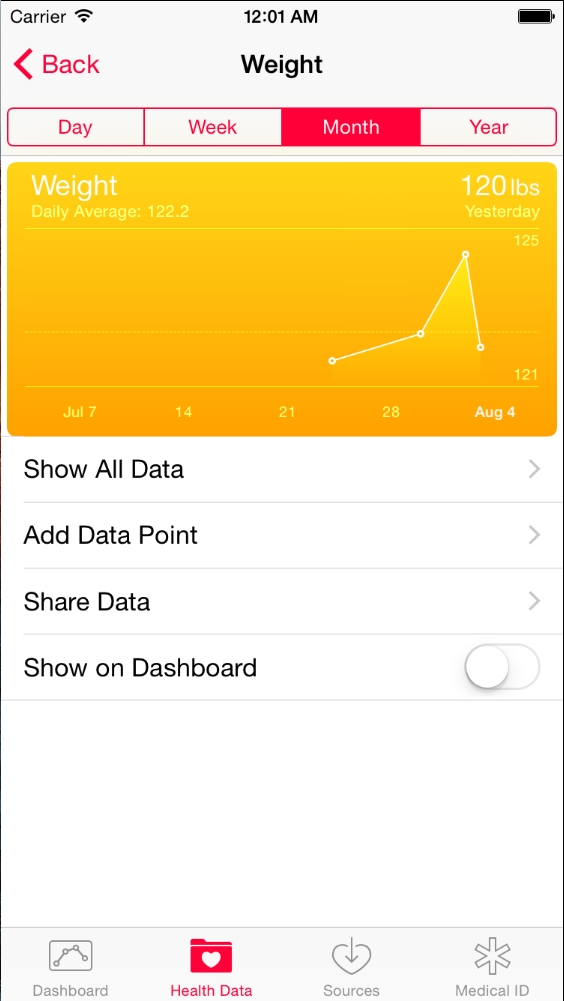 Carrier 12:01 AM
Back Weight
Day Week Month Year
Weight 120 lbs
Daily Average: 122.2 Yesterday
125
121
Jul 7 14 21 28 Aug 4
Show All Data
Add Data Point
Share Data
Show on Dashboard
Dashboard Health Data Sources Medical ID